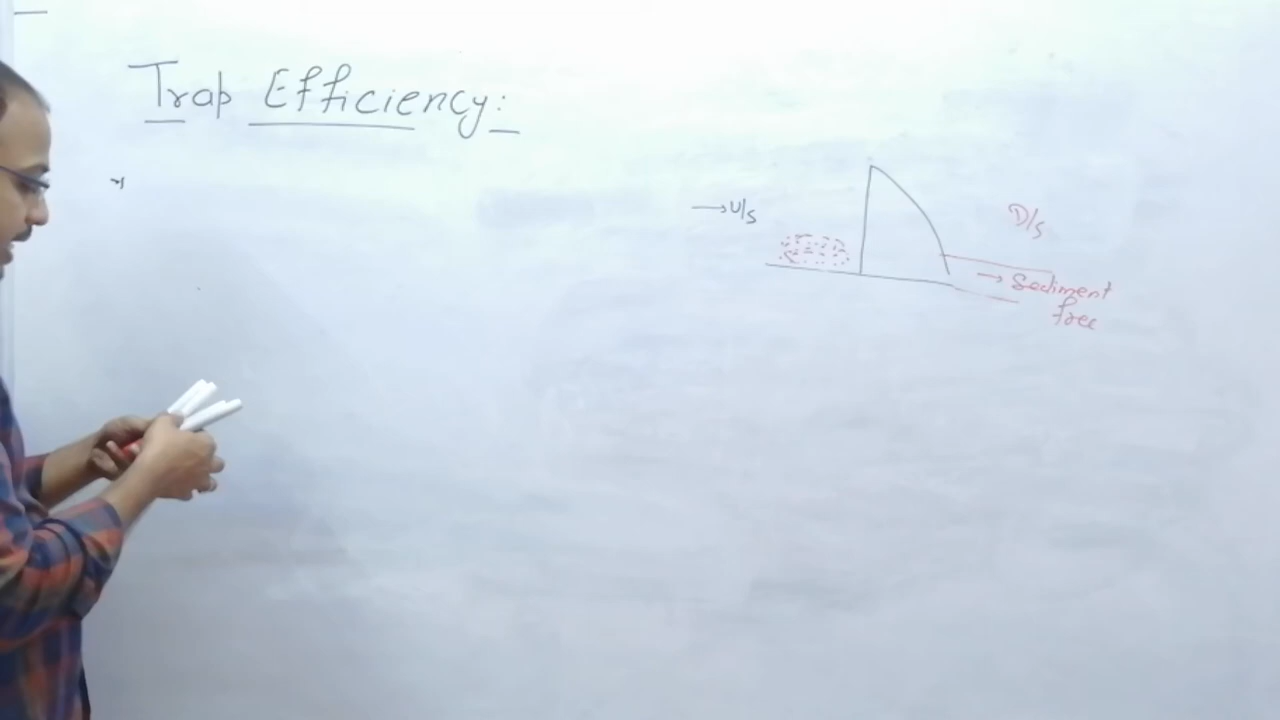 Trap Efficiency:
→ U/s
D/s
→ Sediment
free